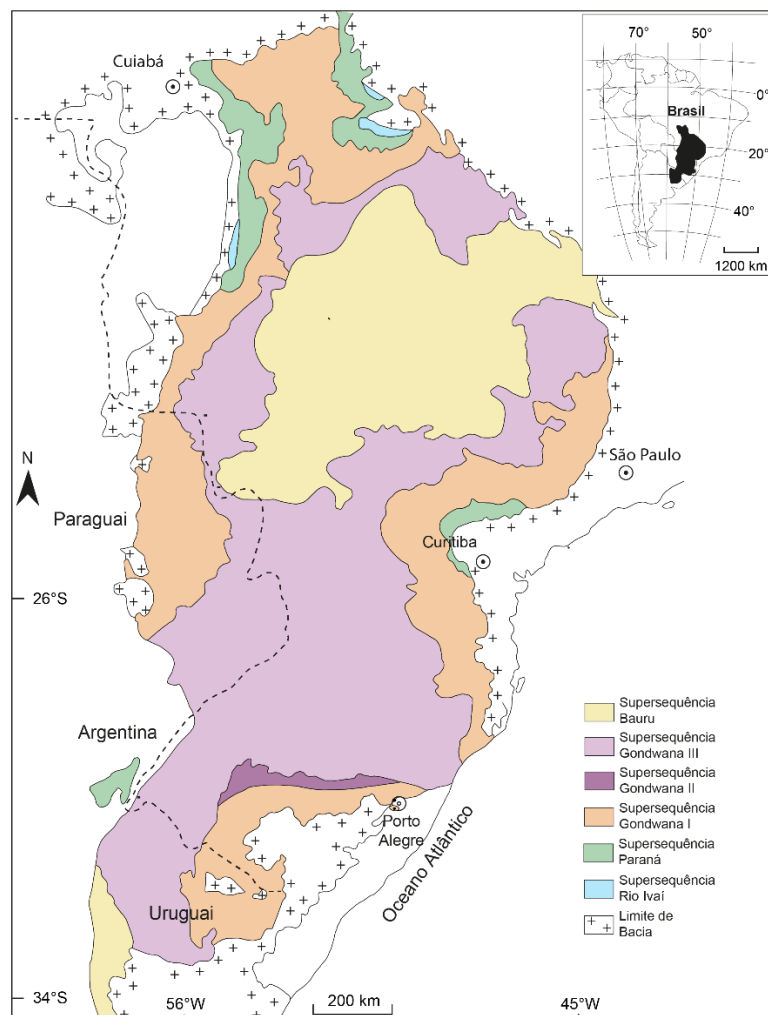 Cuiabá
70°
50°
0°
Brasil
20°
40°
1200 km
N
São Paulo
Paraguai
Curitiba
26°S
Argentina
Supersequência
Bauru
Supersequência
Gondwana III
Supersequência
Gondwana II
Supersequência
Gondwana I
Supersequência
Paraná
Supersequência
Rio Ivaí
Limite de
Bacia
Porto
Alegre
Oceano Atlântico
Uruguai
34°S
56°W
200 km
45°W